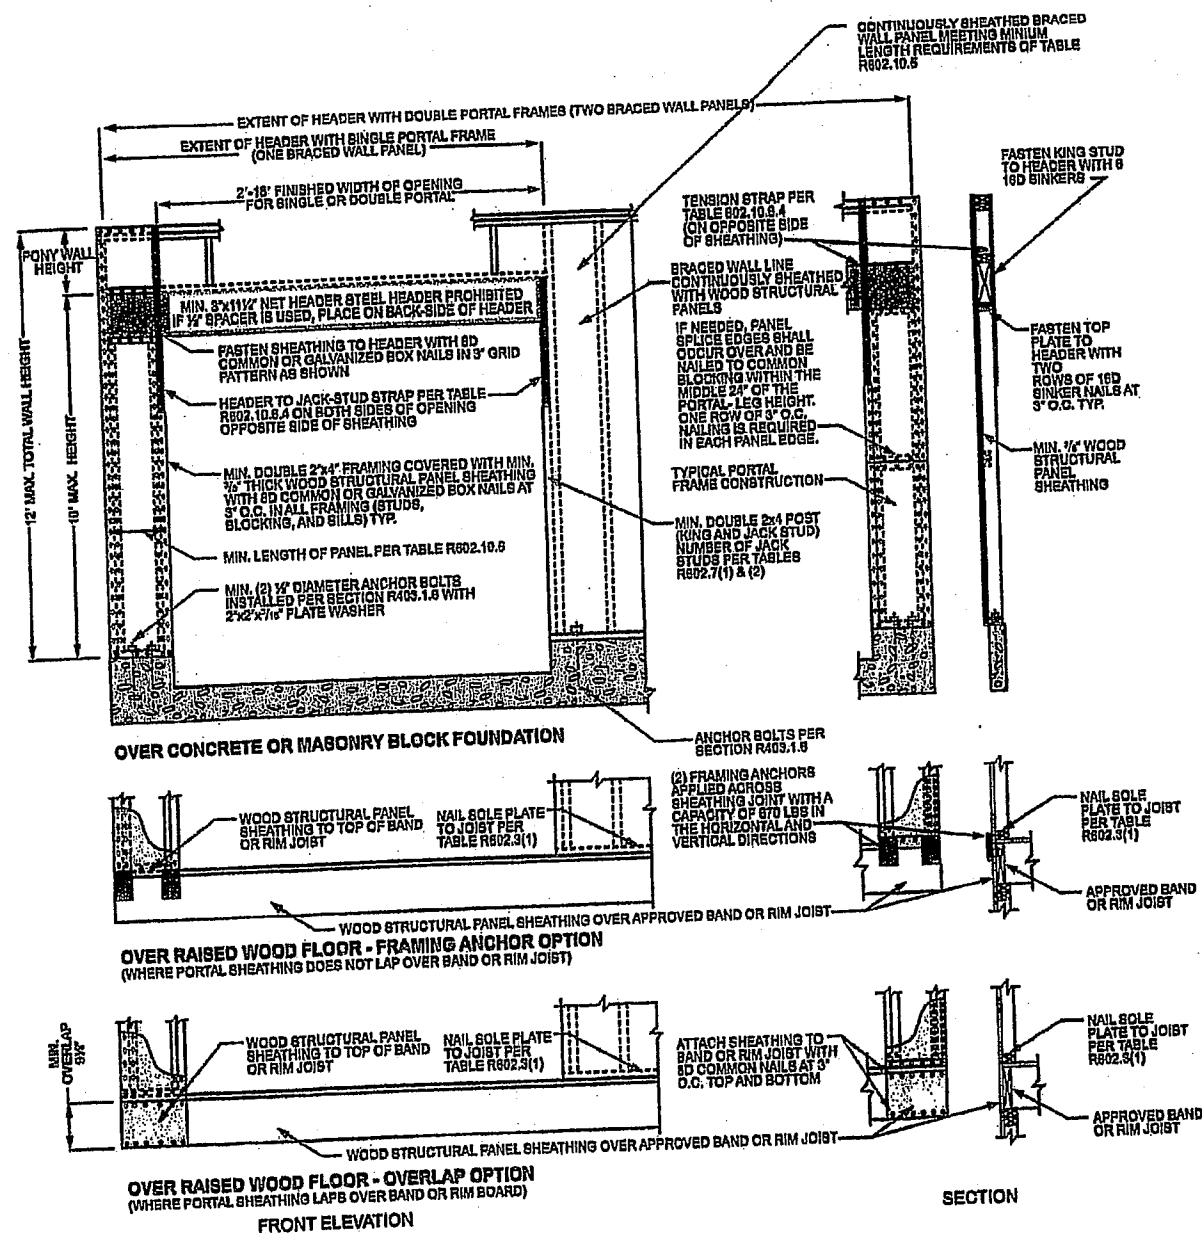 CONTINUOUSLY SHEATHED BRACED
WALL PANEL MEETING MINIUM
LENGTH REQUIREMENTS OF TABLE
R602.10.5
EXTENT OF HEADER WITH DOUBLE PORTAL FRAMES (TWO BRACED WALL PANELS)
EXTENT OF HEADER WITH SINGLE PORTAL FRAME
(ONE BRACED WALL PANEL)
2'-18' FINISHED WIDTH OF OPENING
FOR SINGLE OR DOUBLE PORTAL
FASTEN KING STUD
TO HEADER WITH 6
16D SINKERS
TENSION STRAP PER
TABLE 602.10.6.4
(ON OPPOSITE SIDE
OF SHEATHING)
PONY WALL
HEIGHT
BRACED WALL LINE
CONTINUOUSLY SHEATHED
WITH WOOD STRUCTURAL
PANELS
MIN. 3"x11¼" NET HEADER STEEL HEADER PROHIBITED
IF ½" SPACER IS USED, PLACE ON BACK-SIDE OF HEADER
IF NEEDED, PANEL
SPLICE EDGES SHALL
OCCUR OVER AND BE
NAILED TO COMMON
BLOCKING WITHIN THE
MIDDLE 24" OF THE
PORTAL-LEG HEIGHT.
ONE ROW OF 3" O.C.
NAILING IS REQUIRED
IN EACH PANEL EDGE.
FASTEN TOP
PLATE TO
HEADER WITH
TWO
ROWS OF 16D
SINKER NAILS AT
3" O.C. TYP.
FASTEN SHEATHING TO HEADER WITH 8D
COMMON OR GALVANIZED BOX NAILS IN 3" GRID
PATTERN AS SHOWN
HEADER TO JACK-STUD STRAP PER TABLE
R602.10.6.4 ON BOTH SIDES OF OPENING
OPPOSITE SIDE OF SHEATHING
12' MAX. TOTAL WALL HEIGHT
10' MAX. HEIGHT
MIN. 3/8" WOOD
STRUCTURAL
PANEL
SHEATHING
MIN. DOUBLE 2"x4" FRAMING COVERED WITH MIN.
3/8" THICK WOOD STRUCTURAL PANEL SHEATHING
WITH 8D COMMON OR GALVANIZED BOX NAILS AT
3" O.C. IN ALL FRAMING (STUDS,
BLOCKING, AND SILLS) TYP.
TYPICAL PORTAL
FRAME CONSTRUCTION
MIN. DOUBLE 2x4 POST
(KING AND JACK STUD)
NUMBER OF JACK
STUDS PER TABLES
R602.7(1) & (2)
MIN. LENGTH OF PANEL PER TABLE R602.10.5
MIN. (2) ½" DIAMETER ANCHOR BOLTS
INSTALLED PER SECTION R403.1.6 WITH
2"x2"x3/16" PLATE WASHER
OVER CONCRETE OR MASONRY BLOCK FOUNDATION
ANCHOR BOLTS PER
SECTION R403.1.6
WOOD STRUCTURAL PANEL
SHEATHING TO TOP OF BAND
OR RIM JOIST
NAIL SOLE PLATE
TO JOIST PER
TABLE R602.3(1)
(2) FRAMING ANCHORS
APPLIED ACROSS
SHEATHING JOINT WITH A
CAPACITY OF 670 LBS IN
THE HORIZONTAL AND
VERTICAL DIRECTIONS
NAIL SOLE
PLATE TO JOIST
PER TABLE
R602.3(1)
APPROVED BAND
OR RIM JOIST
WOOD STRUCTURAL PANEL SHEATHING OVER APPROVED BAND OR RIM JOIST
OVER RAISED WOOD FLOOR - FRAMING ANCHOR OPTION
(WHERE PORTAL SHEATHING DOES NOT LAP OVER BAND OR RIM JOIST)
MIN.
OVERLAP
9¼"
WOOD STRUCTURAL PANEL
SHEATHING TO TOP OF BAND
OR RIM JOIST
NAIL SOLE PLATE
TO JOIST PER
TABLE R602.3(1)
ATTACH SHEATHING TO
BAND OR RIM JOIST WITH
8D COMMON NAILS AT 3"
O.C. TOP AND BOTTOM
NAIL SOLE
PLATE TO JOIST
PER TABLE
R602.3(1)
APPROVED BAND
OR RIM JOIST
WOOD STRUCTURAL PANEL SHEATHING OVER APPROVED BAND OR RIM JOIST
OVER RAISED WOOD FLOOR - OVERLAP OPTION
(WHERE PORTAL SHEATHING LAPS OVER BAND OR RIM BOARD)
FRONT ELEVATION
SECTION